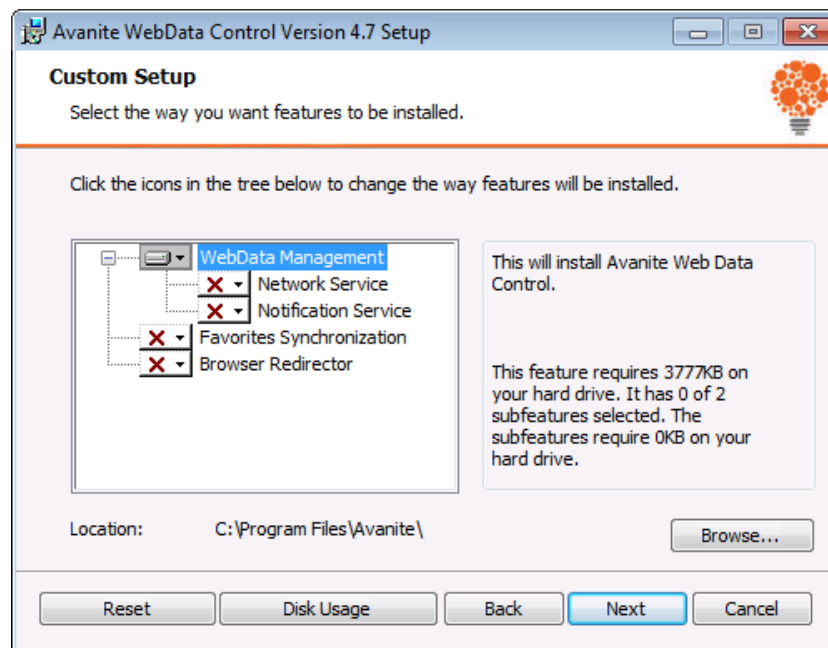 Avanite WebData Control Version 4.7 Setup
Custom Setup
Select the way you want features to be installed.
Click the icons in the tree below to change the way features will be installed.
WebData Management
Network Service
Notification Service
Favorites Synchronization
Browser Redirector
This will install Avanite Web Data
Control.
This feature requires 3777KB on
your hard drive. It has 0 of 2
subfeatures selected. The
subfeatures require 0KB on your
hard drive.
Location: C:\Program Files\Avanite\
Browse...
Reset Disk Usage Back Next Cancel